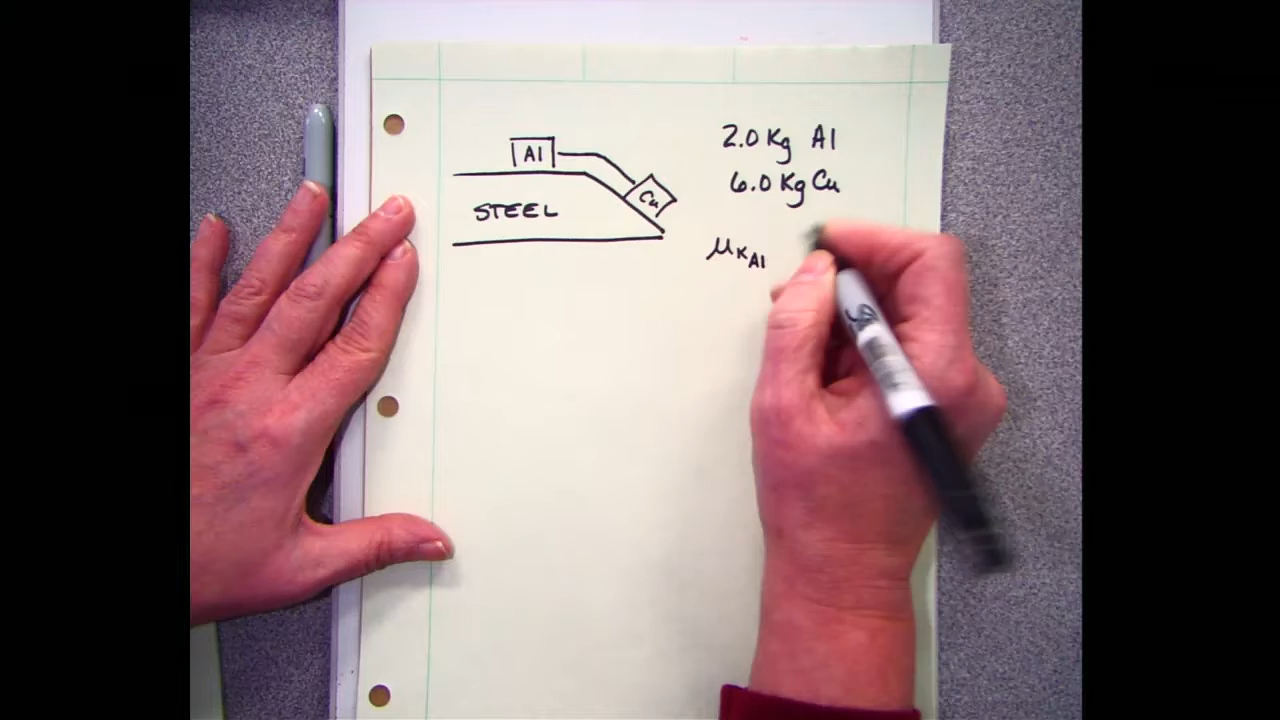 2.0 Kg Al
6.0 Kg Cu
Al
Cu
STEEL
μKAl